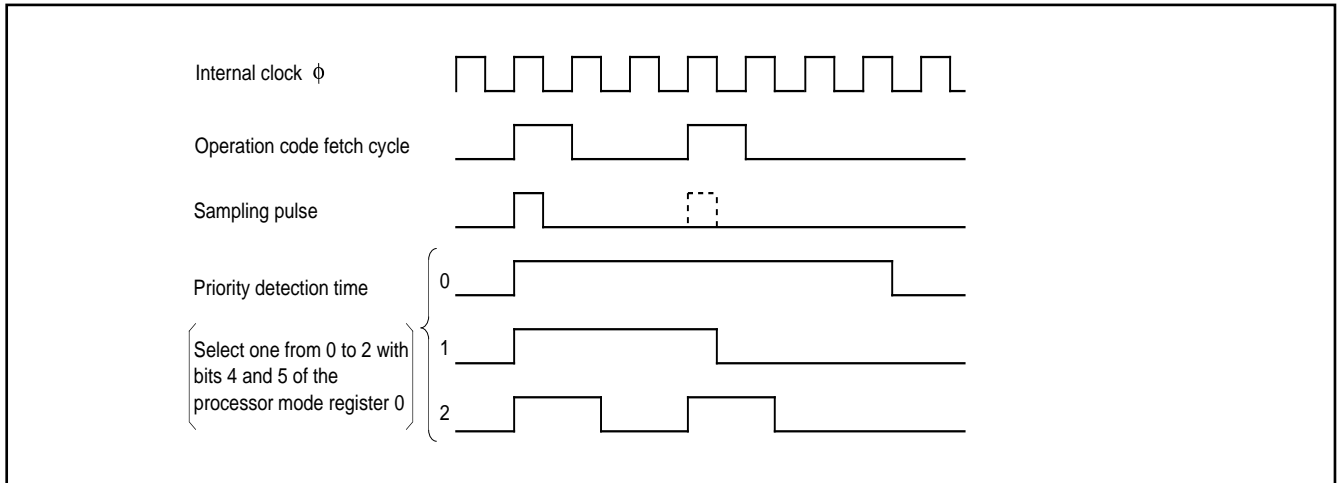 Internal clock ϕ
Operation code fetch cycle
Sampling pulse
Priority detection time
0
Select one from 0 to 2 with
bits 4 and 5 of the
processor mode register 0
1
2